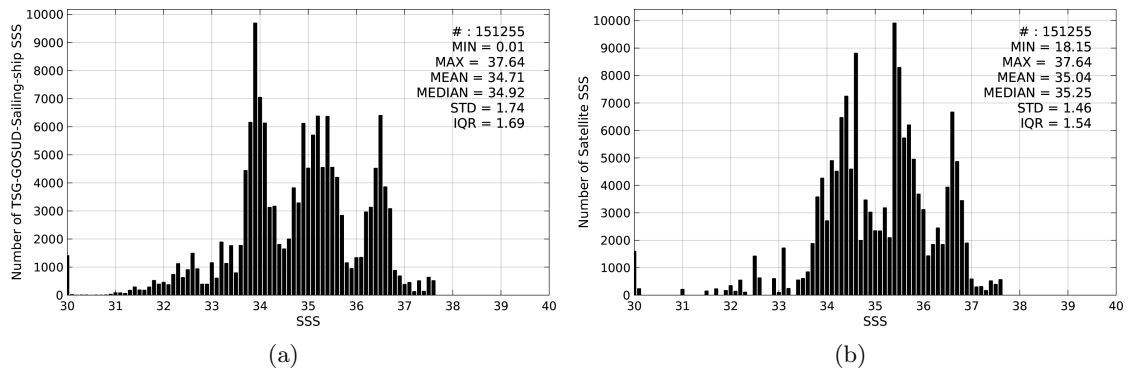 10000
9000
8000
7000
6000
5000
4000
3000
2000
1000
0
Number of TSG-GOSUD-Sailing-ship SSS
# : 151255
MIN = 0.01
MAX = 37.64
MEAN = 34.71
MEDIAN = 34.92
STD = 1.74
IQR = 1.69
30 31 32 33 34 35 36 37 38 39 40
SSS
(a)
10000
9000
8000
7000
6000
5000
4000
3000
2000
1000
0
Number of Satellite SSS
# : 151255
MIN = 18.15
MAX = 37.64
MEAN = 35.04
MEDIAN = 35.25
STD = 1.46
IQR = 1.54
30 31 32 33 34 35 36 37 38 39 40
SSS
(b)